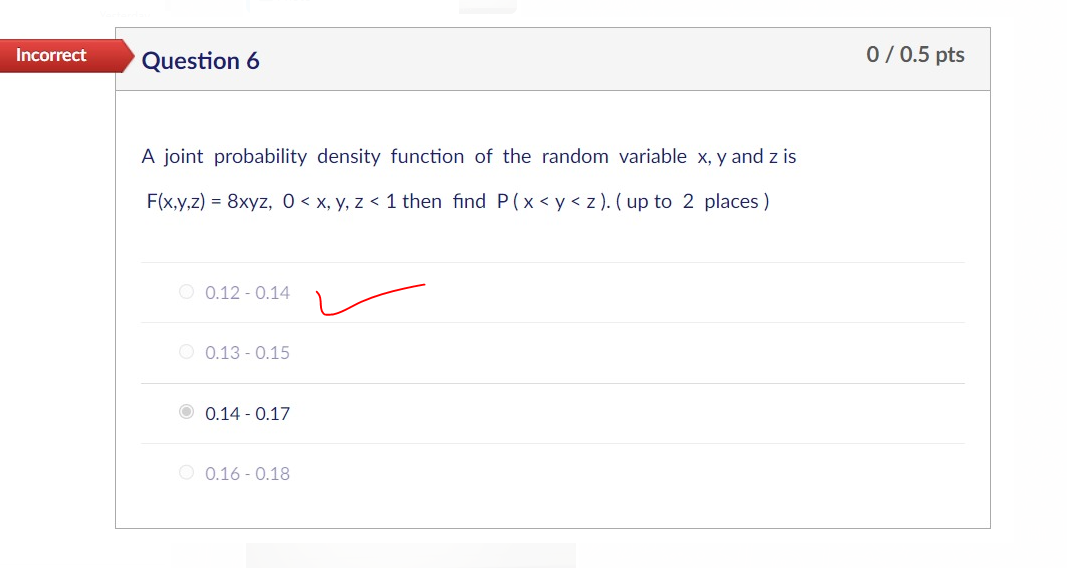 Incorrect
Question 6
0 / 0.5 pts
A joint probability density function of the random variable x, y and z is
F(x,y,z) = 8xyz, 0 < x, y, z < 1 then find P ( x < y < z ). ( up to 2 places )
0.12 - 0.14
0.13 - 0.15
0.14 - 0.17
0.16 - 0.18